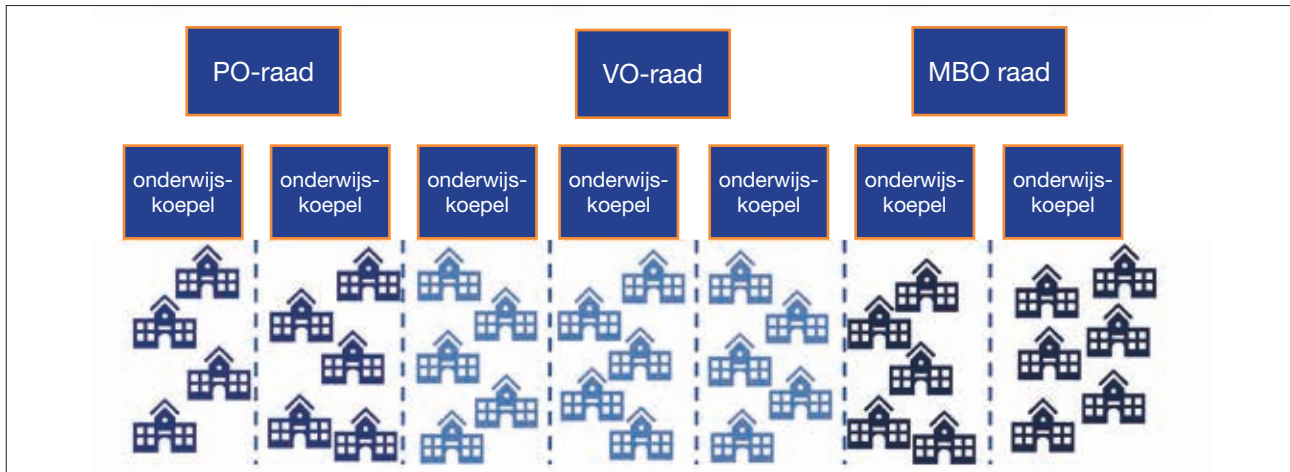 PO-raad
VO-raad
MBO raad
onderwijs-
koepel
onderwijs-
koepel
onderwijs-
koepel
onderwijs-
koepel
onderwijs-
koepel
onderwijs-
koepel
onderwijs-
koepel